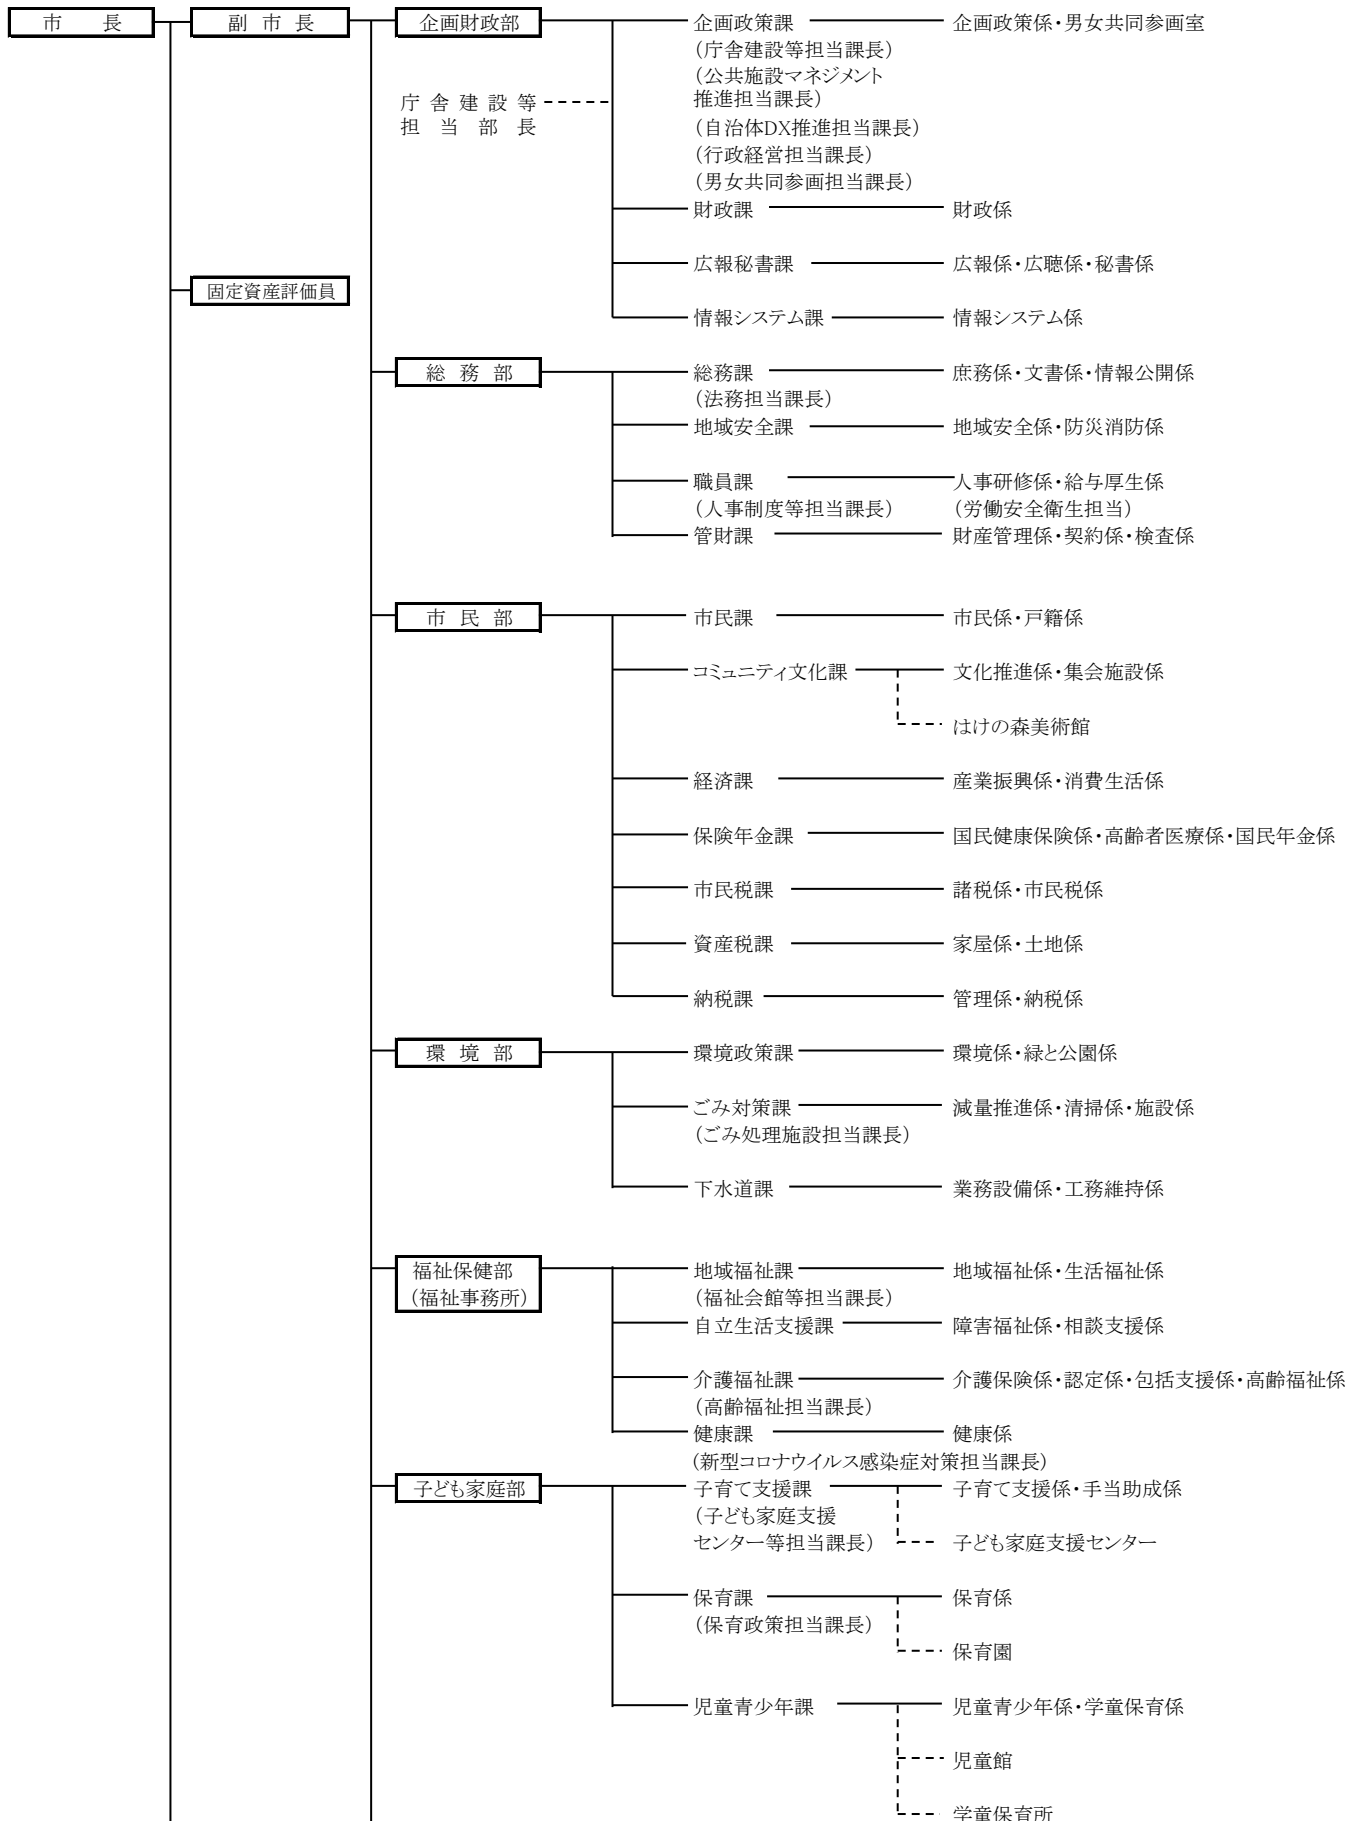 市 長 副 市 長 企画財政部 企画政策課 企画政策係・男女共同参画室
(庁舎建設等担当課長)
(公共施設マネジメント
推進担当課長)
庁 舎 建 設 等
担 当 部 長
(自治体DX推進担当課長)
(行政経営担当課長)
(男女共同参画担当課長)
財政課 財政係
広報秘書課 広報係・広聴係・秘書係
固定資産評価員
情報システム課 情報システム係
総 務 部 総務課 庶務係・文書係・情報公開係
(法務担当課長)
地域安全課 地域安全係・防災消防係
職員課 人事研修係・給与厚生係
(人事制度等担当課長) (労働安全衛生担当)
管財課 財産管理係・契約係・検査係
市 民 部 市民課 市民係・戸籍係
コミュニティ文化課 文化推進係・集会施設係
はけの森美術館
経済課 産業振興係・消費生活係
保険年金課 国民健康保険係・高齢者医療係・国民年金係
市民税課 諸税係・市民税係
資産税課 家屋係・土地係
納税課 管理係・納税係
環 境 部 環境政策課 環境係・緑と公園係
ごみ対策課 減量推進係・清掃係・施設係
(ごみ処理施設担当課長)
下水道課 業務設備係・工務維持係
福祉保健部 地域福祉課 地域福祉係・生活福祉係
(福祉事務所) (福祉会館等担当課長)
自立生活支援課 障害福祉係・相談支援係
介護福祉課 介護保険係・認定係・包括支援係・高齢福祉係
(高齢福祉担当課長)
健康課 健康係
(新型コロナウイルス感染症対策担当課長)
子ども家庭部 子育て支援課 子育て支援係・手当助成係
(子ども家庭支援
センター等担当課長) 子ども家庭支援センター
保育課 保育係
(保育政策担当課長)
保育園
児童青少年課 児童青少年係・学童保育係
児童館
学童保育所